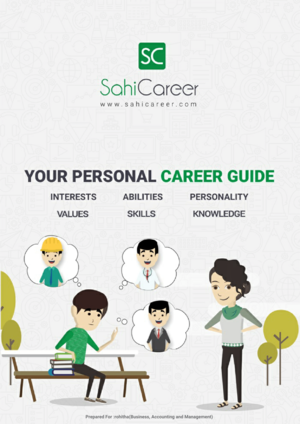 SC
SahiCareer
www.sahicareer.com
YOUR PERSONAL CAREER GUIDE
INTERESTS ABILITIES PERSONALITY
VALUES SKILLS KNOWLEDGE
Prepared For :rohitha(Business, Accounting and Management)